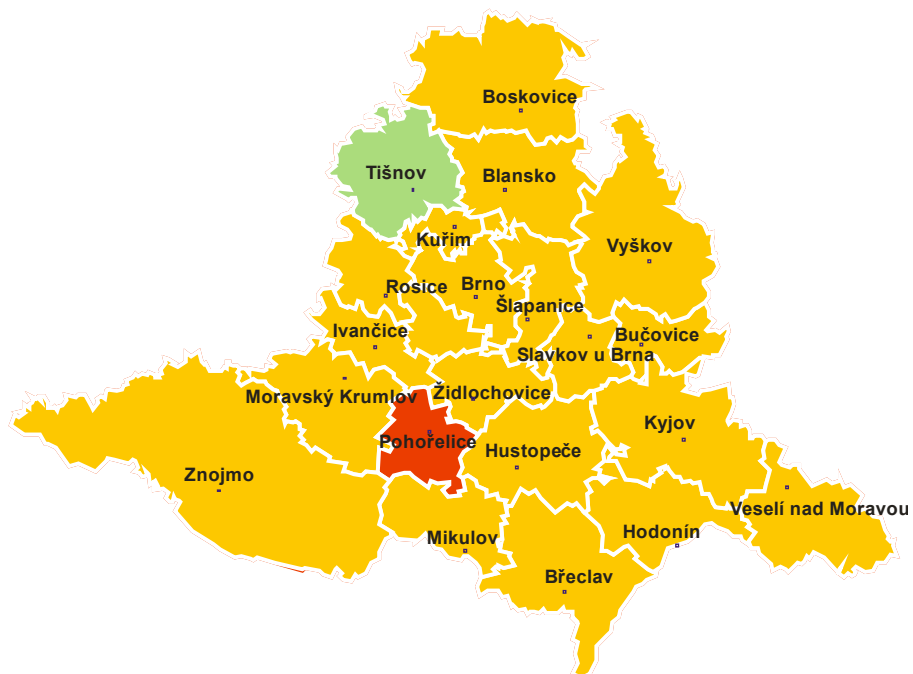 Boskovice
Tišnov
Blansko
Kuřim
Vyškov
Rosice
Brno
Šlapanice
Ivančice
Bučovice
Slavkov u Brna
Moravský Krumlov
Židlochovice
Pohořelice
Kyjov
Hustopeče
Znojmo
Veselí nad Moravou
Mikulov
Hodonín
Břeclav